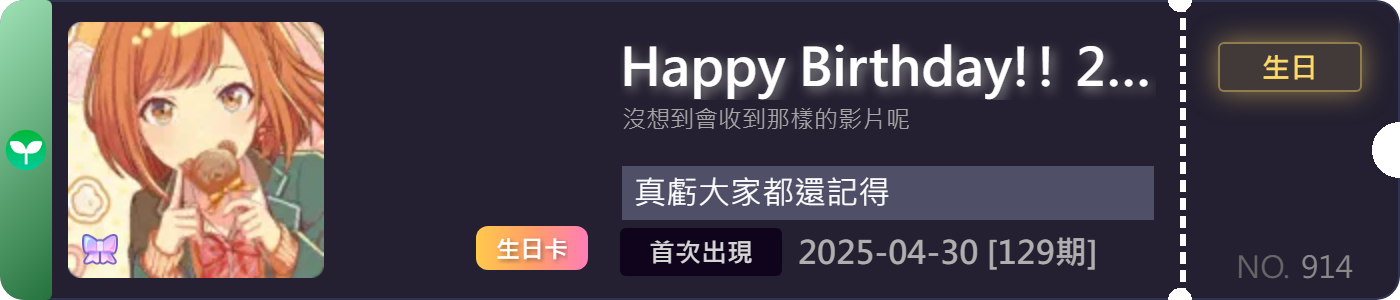 Happy Birthday!！2...
沒想到會收到那樣的影片呢
真虧大家都還記得
生日卡
首次出現
2025-04-30 [129期]
生日
NO. 914